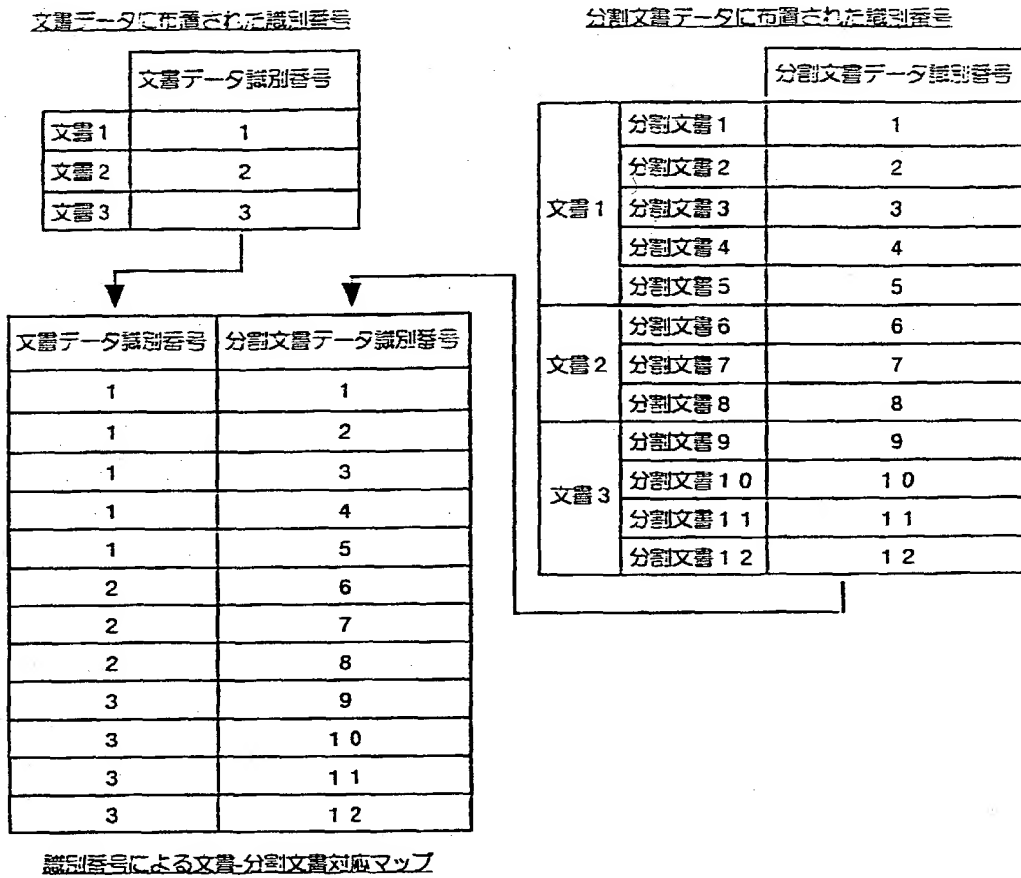 文書データに布置された識別番号
文書データ識別番号
文書1 1
文書2 2
文書3 3
分割文書データに布置された識別番号
分割文書データ識別番号
文書1
分割文書1 1
分割文書2 2
分割文書3 3
分割文書4 4
分割文書5 5
文書2
分割文書6 6
分割文書7 7
分割文書8 8
文書3
分割文書9 9
分割文書10 10
分割文書11 11
分割文書12 12
文書データ識別番号 分割文書データ識別番号
1 1
1 2
1 3
1 4
1 5
2 6
2 7
2 8
3 9
3 10
3 11
3 12
識別番号による文書-分割文書対応マップ